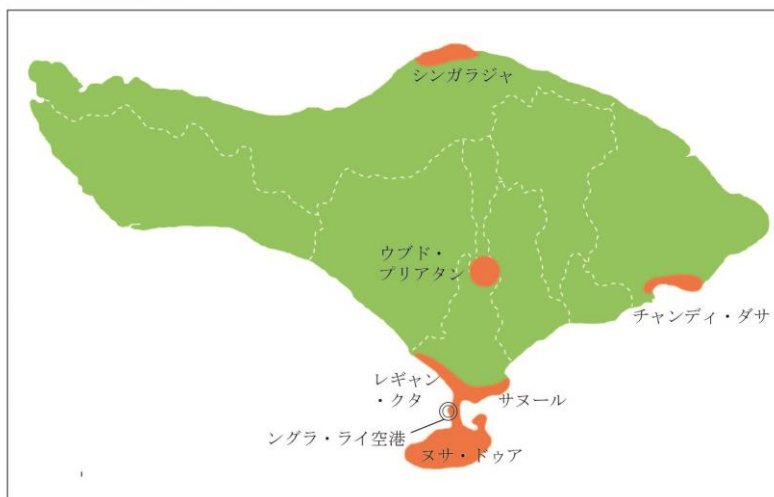 シンガラジャ
ウブド・
プリアタン
チャンディ・ダサ
レギャン
・クタ
サヌール
ングラ・ライ空港
ヌサ・ドゥア